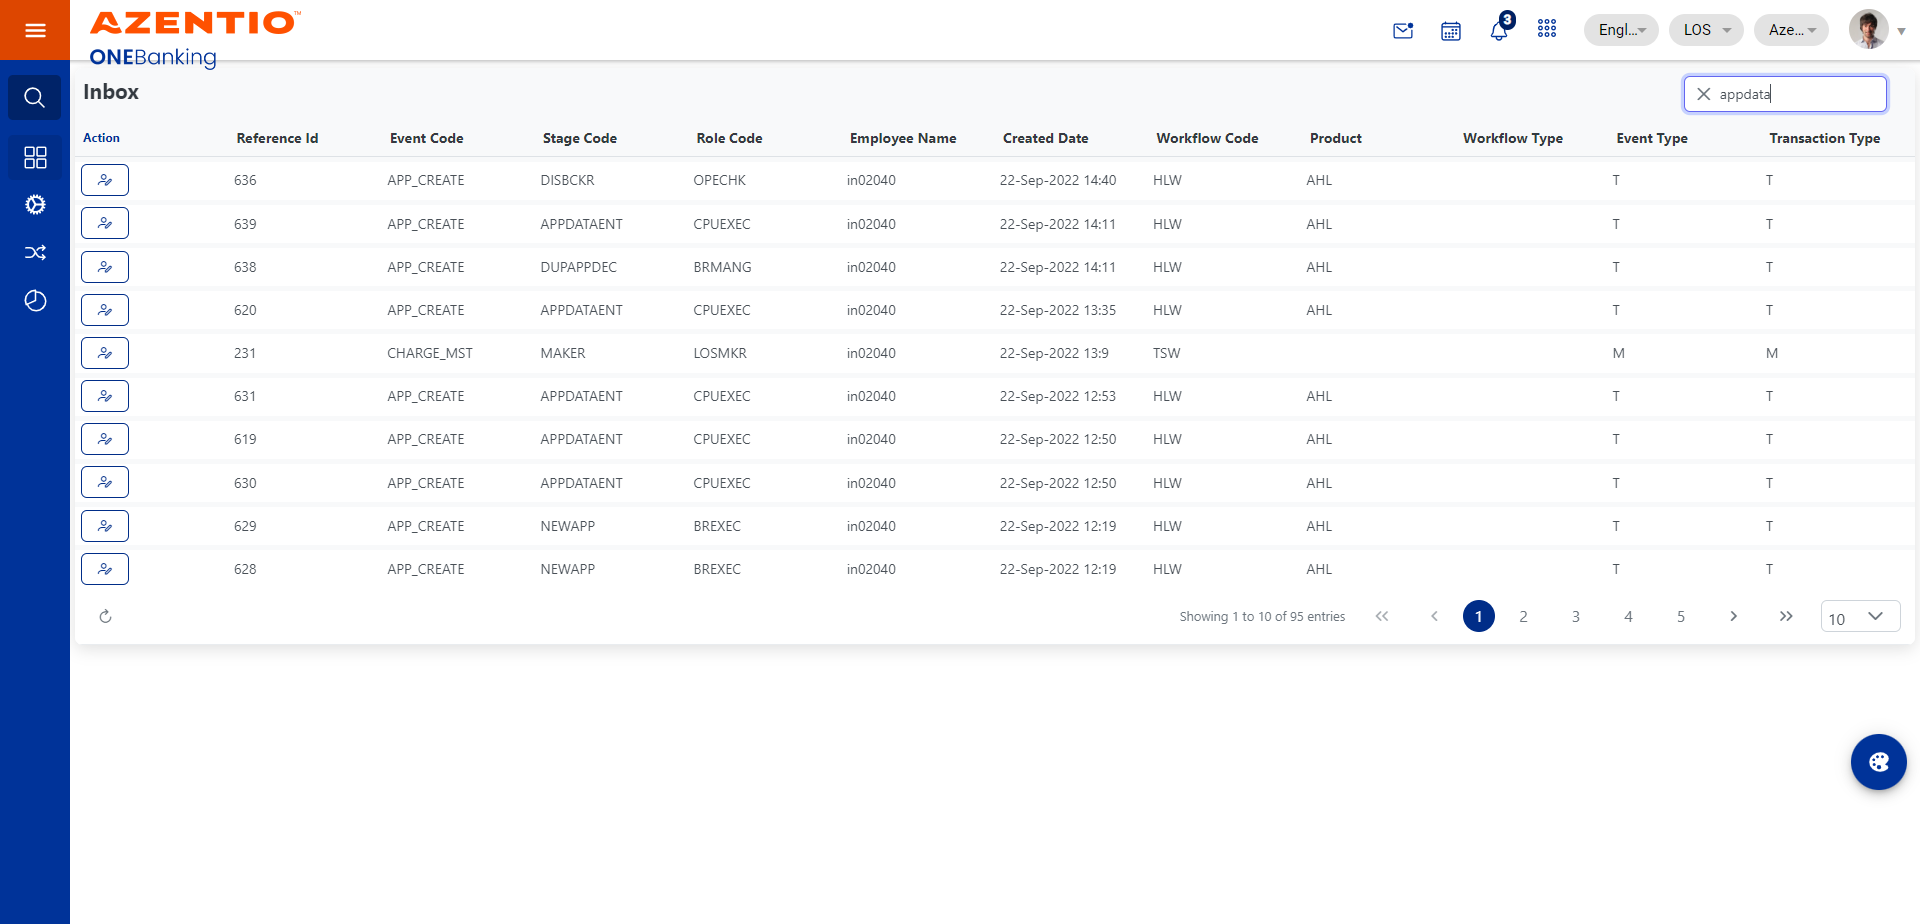 AZENTIO™
ONEBanking
3
Engl...
LOS
Aze...
Inbox
appdata
Action Reference Id Event Code Stage Code Role Code Employee Name Created Date Workflow Code Product Workflow Type Event Type Transaction Type
636 APP_CREATE DISBCKR OPECHK in02040 22-Sep-2022 14:40 HLW AHL T T
639 APP_CREATE APPDATAENT CPUEXEC in02040 22-Sep-2022 14:11 HLW AHL T T
638 APP_CREATE DUPAPPDEC BRMANG in02040 22-Sep-2022 14:11 HLW AHL T T
620 APP_CREATE APPDATAENT CPUEXEC in02040 22-Sep-2022 13:35 HLW AHL T T
231 CHARGE_MST MAKER LOSMKR in02040 22-Sep-2022 13:9 TSW M M
631 APP_CREATE APPDATAENT CPUEXEC in02040 22-Sep-2022 12:53 HLW AHL T T
619 APP_CREATE APPDATAENT CPUEXEC in02040 22-Sep-2022 12:50 HLW AHL T T
630 APP_CREATE APPDATAENT CPUEXEC in02040 22-Sep-2022 12:50 HLW AHL T T
629 APP_CREATE NEWAPP BREXEC in02040 22-Sep-2022 12:19 HLW AHL T T
628 APP_CREATE NEWAPP BREXEC in02040 22-Sep-2022 12:19 HLW AHL T T
Showing 1 to 10 of 95 entries 1 2 3 4 5 10